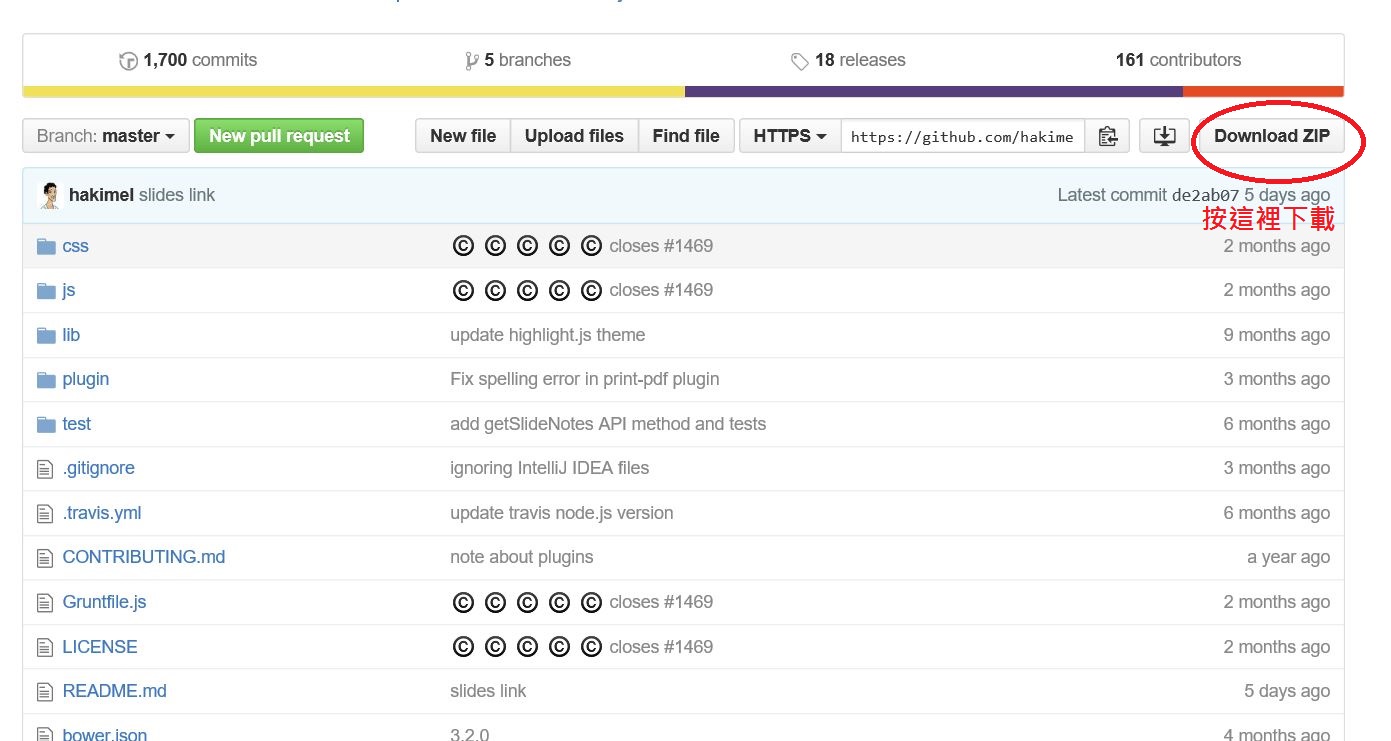 1,700 commits 5 branches 18 releases 161 contributors
Branch: master New pull request New file Upload files Find file HTTPS https://github.com/hakime Download ZIP
hakimel slides link Latest commit de2ab07 5 days ago
按這裡下載
css © © © © © closes #1469 2 months ago
js © © © © © closes #1469 2 months ago
lib update highlight.js theme 9 months ago
plugin Fix spelling error in print-pdf plugin 3 months ago
test add getSlideNotes API method and tests 6 months ago
.gitignore ignoring IntelliJ IDEA files 3 months ago
.travis.yml update travis node.js version 6 months ago
CONTRIBUTING.md note about plugins a year ago
Gruntfile.js © © © © © closes #1469 2 months ago
LICENSE © © © © © closes #1469 2 months ago
README.md slides link 5 days ago
bower.json 3.2.0 4 months ago